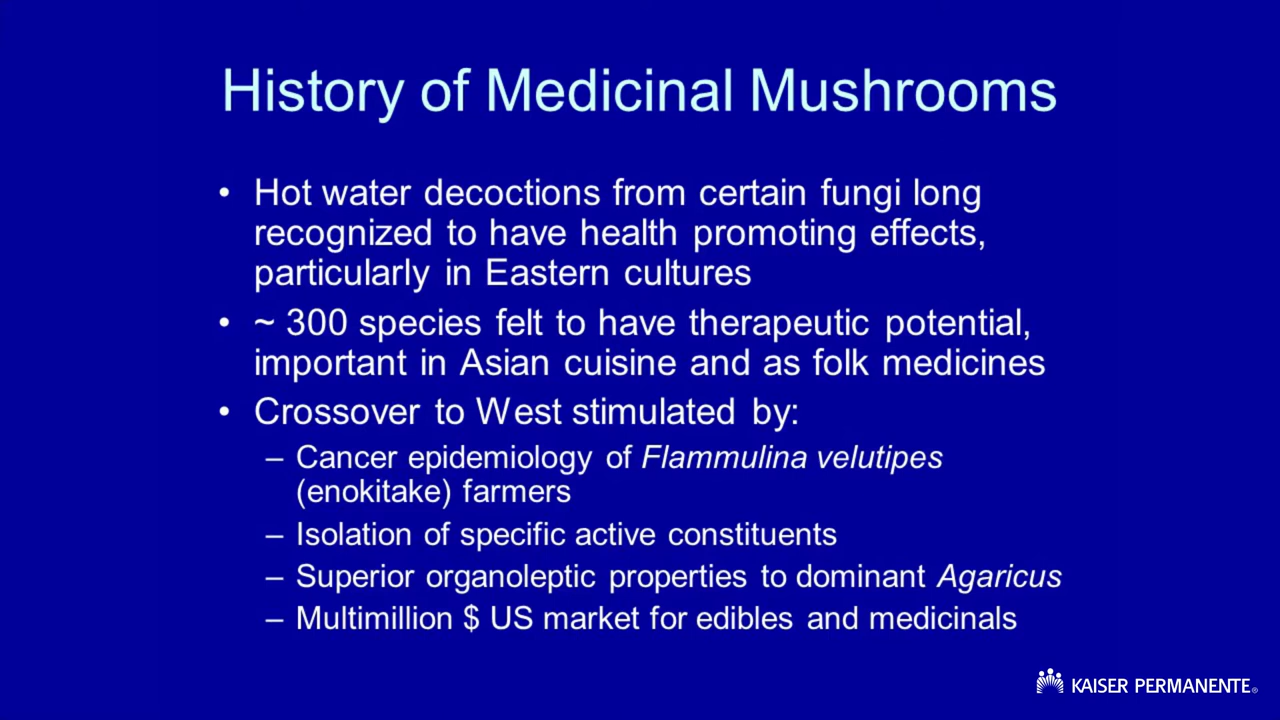 History of Medicinal Mushrooms
• Hot water decoctions from certain fungi long
recognized to have health promoting effects,
particularly in Eastern cultures
• ~ 300 species felt to have therapeutic potential,
important in Asian cuisine and as folk medicines
• Crossover to West stimulated by:
– Cancer epidemiology of Flammulina velutipes
(enokitake) farmers
– Isolation of specific active constituents
– Superior organoleptic properties to dominant Agaricus
– Multimillion $ US market for edibles and medicinals
KAISER PERMANENTE®